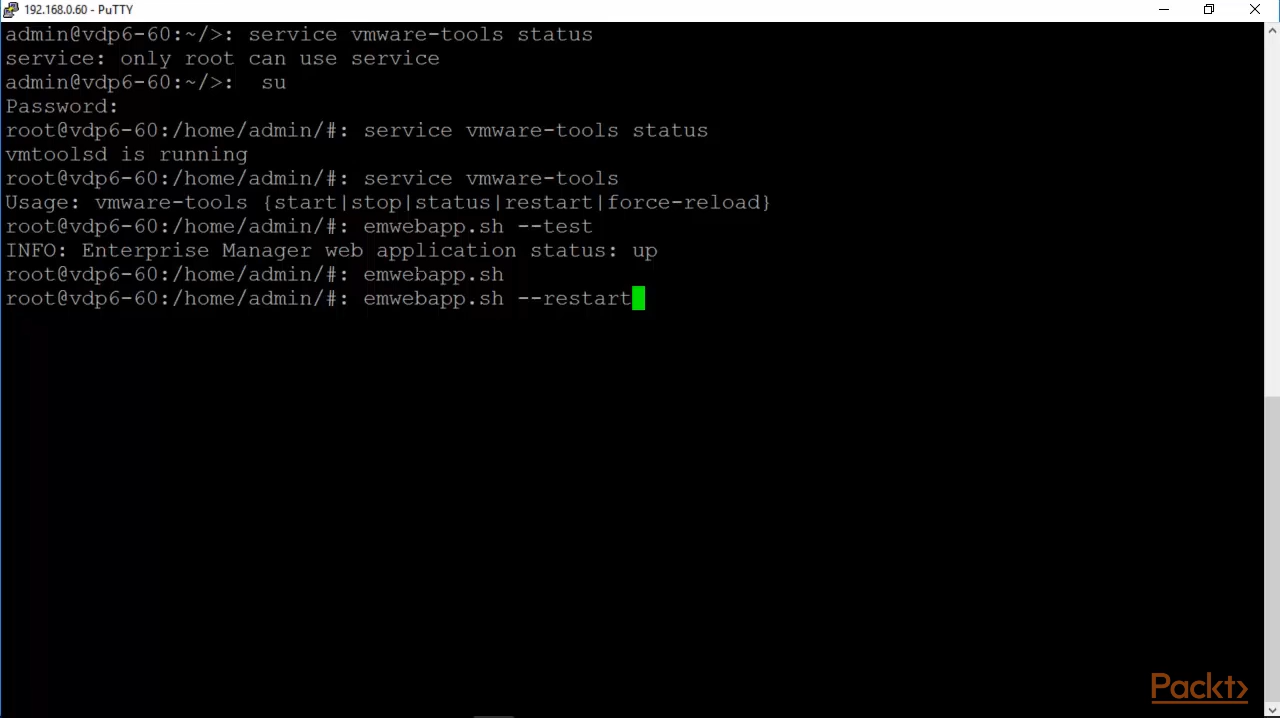 192.168.0.60 - PuTTY
admin@vdp6-60:~/>: service vmware-tools status
service: only root can use service
admin@vdp6-60:~/>:  su
Password:
root@vdp6-60:/home/admin/#: service vmware-tools status
vmtoolsd is running
root@vdp6-60:/home/admin/#: service vmware-tools
Usage: vmware-tools {start|stop|status|restart|force-reload}
root@vdp6-60:/home/admin/#: emwebapp.sh --test
INFO: Enterprise Manager web application status: up
root@vdp6-60:/home/admin/#: emwebapp.sh
root@vdp6-60:/home/admin/#: emwebapp.sh --restart
Packt>